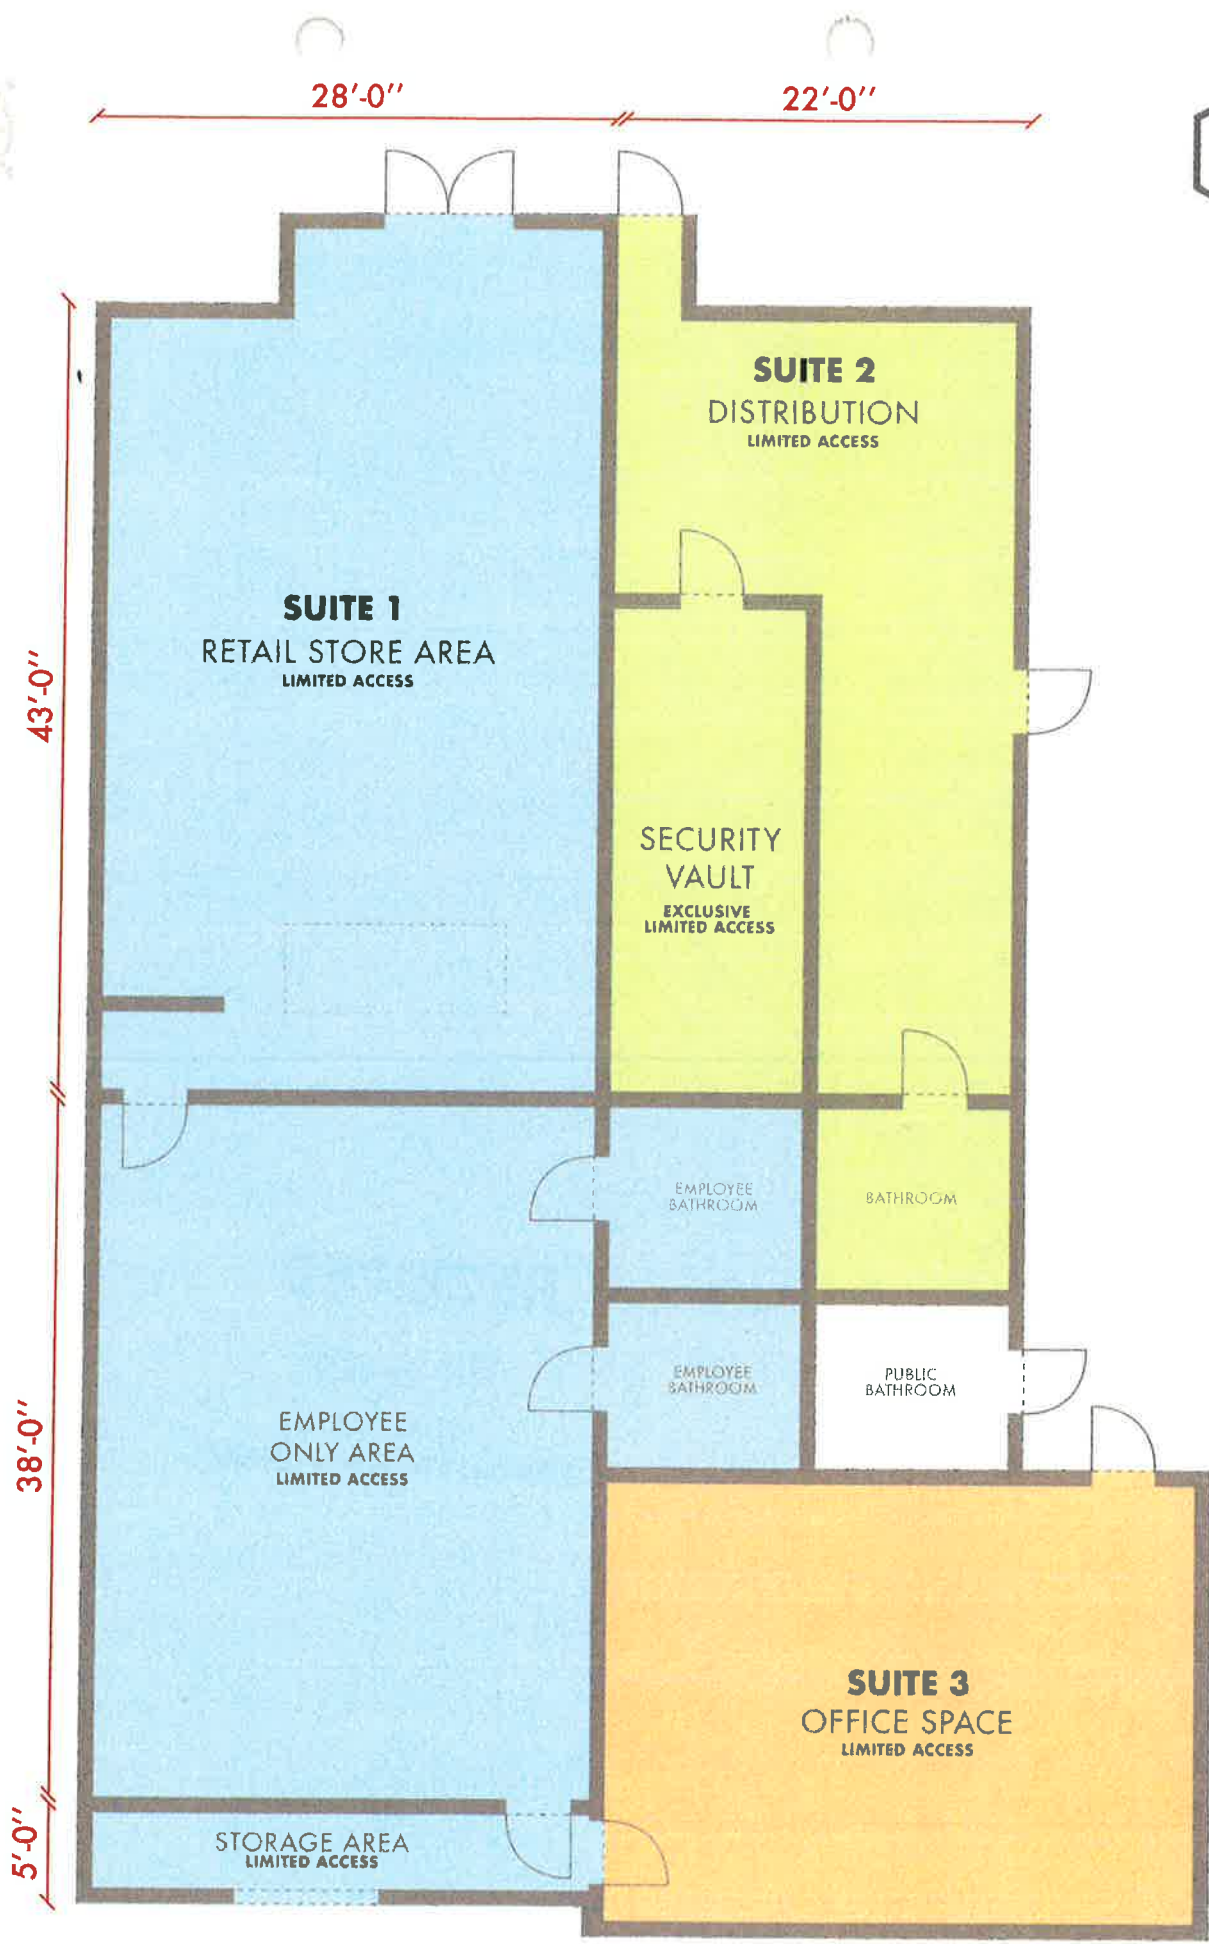 28'-0''
22'-0''
SUITE 2
DISTRIBUTION
LIMITED ACCESS
SUITE 1
RETAIL STORE AREA
LIMITED ACCESS
43'-0''
SECURITY
VAULT
EXCLUSIVE
LIMITED ACCESS
EMPLOYEE
BATHROOM
BATHROOM
EMPLOYEE
BATHROOM
PUBLIC
BATHROOM
38'-0''
EMPLOYEE
ONLY AREA
LIMITED ACCESS
SUITE 3
OFFICE SPACE
LIMITED ACCESS
5'-0''
STORAGE AREA
LIMITED ACCESS